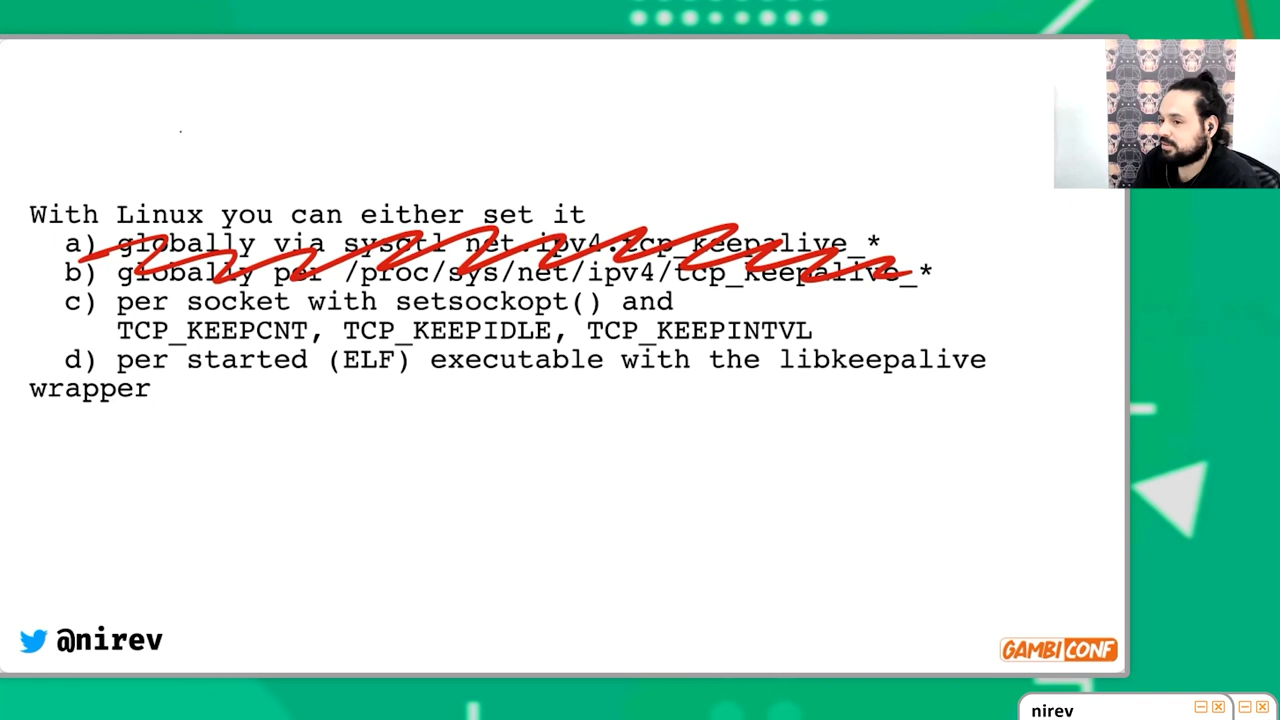 With Linux you can either set it
a) globally via sysctl net.ipv4.tcp_keepalive_*
b) globally per /proc/sys/net/ipv4/tcp_keepalive_*
c) per socket with setsockopt() and
TCP_KEEPCNT, TCP_KEEPIDLE, TCP_KEEPINTVL
d) per started (ELF) executable with the libkeepalive
wrapper
@nirev
GAMBICONF
nirev